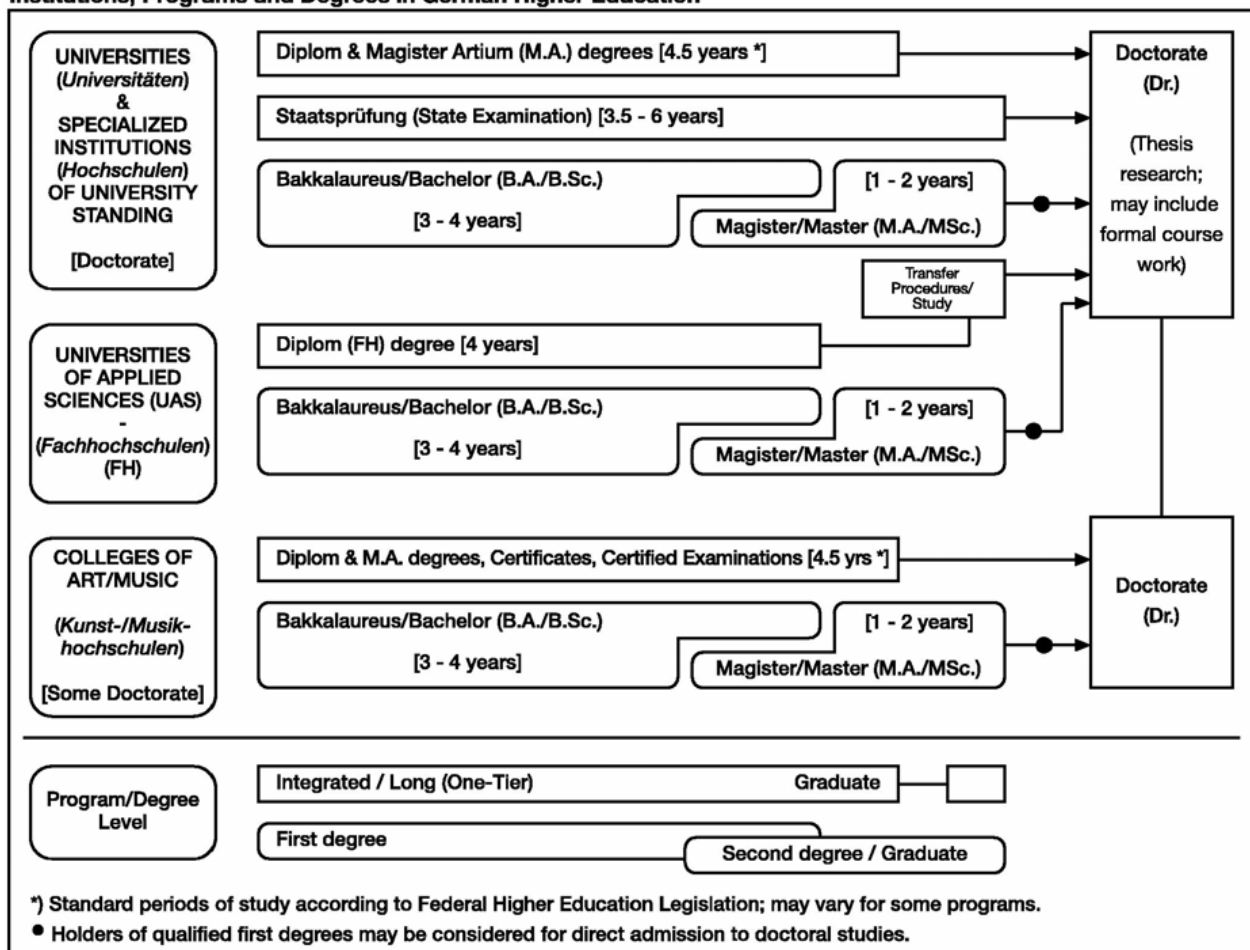 Institutions, Programs and Degrees in German Higher Education
UNIVERSITIES
(Universitäten)
&
SPECIALIZED
INSTITUTIONS
(Hochschulen)
OF UNIVERSITY
STANDING
[Doctorate]
Diplom & Magister Artium (M.A.) degrees [4.5 years *]
Staatsprüfung (State Examination) [3.5 - 6 years]
Bakkalaureus/Bachelor (B.A./B.Sc.)
[3 - 4 years]
[1 - 2 years]
Magister/Master (M.A./MSc.)
Transfer
Procedures/
Study
Doctorate
(Dr.)
(Thesis
research;
may include
formal course
work)
UNIVERSITIES
OF APPLIED
SCIENCES (UAS)
-
(Fachhochschulen)
(FH)
Diplom (FH) degree [4 years]
Bakkalaureus/Bachelor (B.A./B.Sc.)
[3 - 4 years]
[1 - 2 years]
Magister/Master (M.A./MSc.)
COLLEGES OF
ART/MUSIC
(Kunst-/Musik-
hochschulen)
[Some Doctorate]
Diplom & M.A. degrees, Certificates, Certified Examinations [4.5 yrs *]
Bakkalaureus/Bachelor (B.A./B.Sc.)
[3 - 4 years]
[1 - 2 years]
Magister/Master (M.A./MSc.)
Doctorate
(Dr.)
Program/Degree
Level
Integrated / Long (One-Tier) Graduate
First degree
Second degree / Graduate
*) Standard periods of study according to Federal Higher Education Legislation; may vary for some programs.
● Holders of qualified first degrees may be considered for direct admission to doctoral studies.